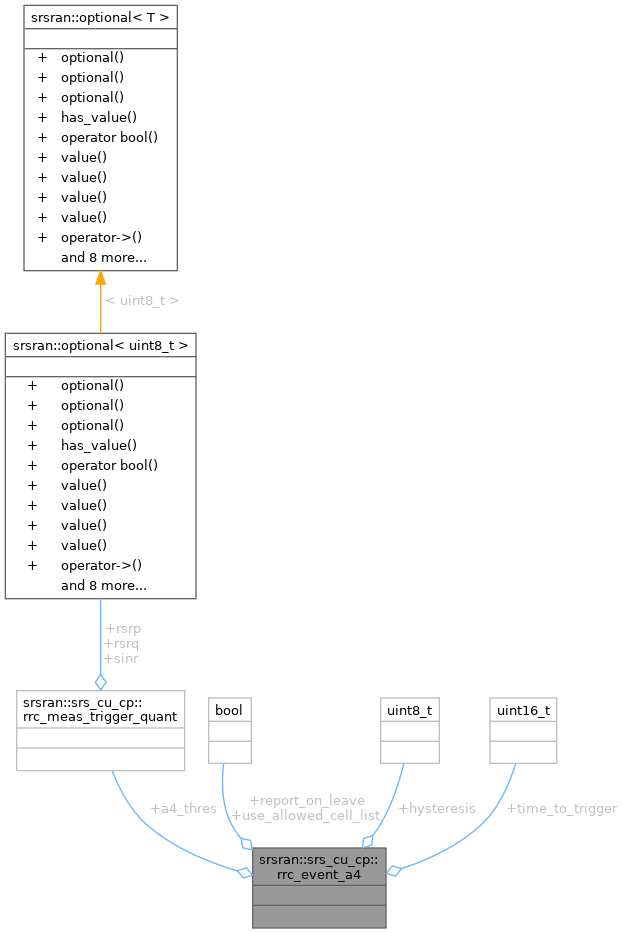 srsran::optional< T >
+ optional()
+ optional()
+ optional()
+ has_value()
+ operator bool()
+ value()
+ value()
+ value()
+ value()
+ operator->()
and 8 more...
< uint8_t >
srsran::optional< uint8_t >
+ optional()
+ optional()
+ optional()
+ has_value()
+ operator bool()
+ value()
+ value()
+ value()
+ value()
+ operator->()
and 8 more...
+rsrp
+rsrq
+sinr
srsran::srs_cu_cp::
rrc_meas_trigger_quant
bool
uint8_t
uint16_t
+a4_thres
+report_on_leave
+use_allowed_cell_list
+hysteresis
+time_to_trigger
srsran::srs_cu_cp::
rrc_event_a4